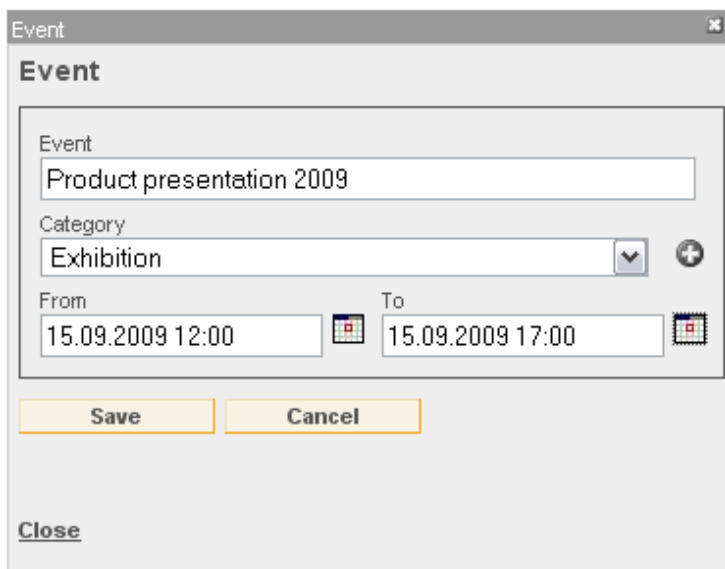 Event
Event
Event
Product presentation 2009
Category
Exhibition
From To
15.09.2009 12:00 15.09.2009 17:00
Save Cancel
Close